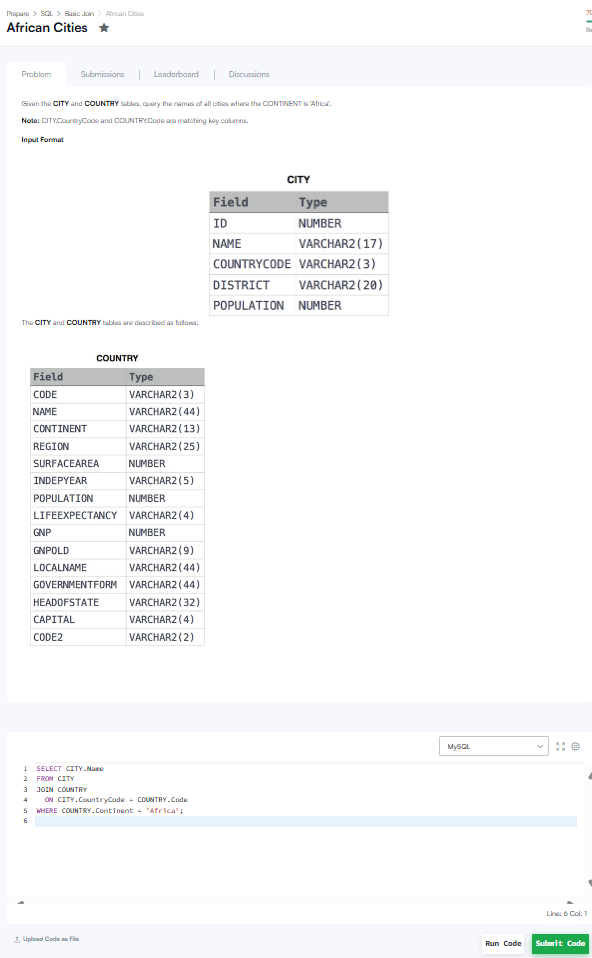 Prepare > SQL > Basic Join > African Cities
African Cities
Problem
Submissions
Leaderboard
Discussions
Given the CITY and COUNTRY tables, query the names of all cities where the CONTINENT is 'Africa'.
Note: CITY.CountryCode and COUNTRY.Code are matching key columns.
Input Format
CITY
Field Type
ID NUMBER
NAME VARCHAR2(17)
COUNTRYCODE VARCHAR2(3)
DISTRICT VARCHAR2(20)
POPULATION NUMBER
The CITY and COUNTRY tables are described as follows:
COUNTRY
Field Type
CODE VARCHAR2(3)
NAME VARCHAR2(44)
CONTINENT VARCHAR2(13)
REGION VARCHAR2(25)
SURFACEAREA NUMBER
INDEPYEAR VARCHAR2(5)
POPULATION NUMBER
LIFEEXPECTANCY VARCHAR2(4)
GNP NUMBER
GNPOLD VARCHAR2(9)
LOCALNAME VARCHAR2(44)
GOVERNMENTFORM VARCHAR2(44)
HEADOFSTATE VARCHAR2(32)
CAPITAL VARCHAR2(4)
CODE2 VARCHAR2(2)
MySQL
1 SELECT CITY.Name
2 FROM CITY
3 JOIN COUNTRY
4 ON CITY.CountryCode = COUNTRY.Code
5 WHERE COUNTRY.Continent = 'Africa';
6
Line: 6 Col: 1
Upload Code as File
Run Code
Submit Code